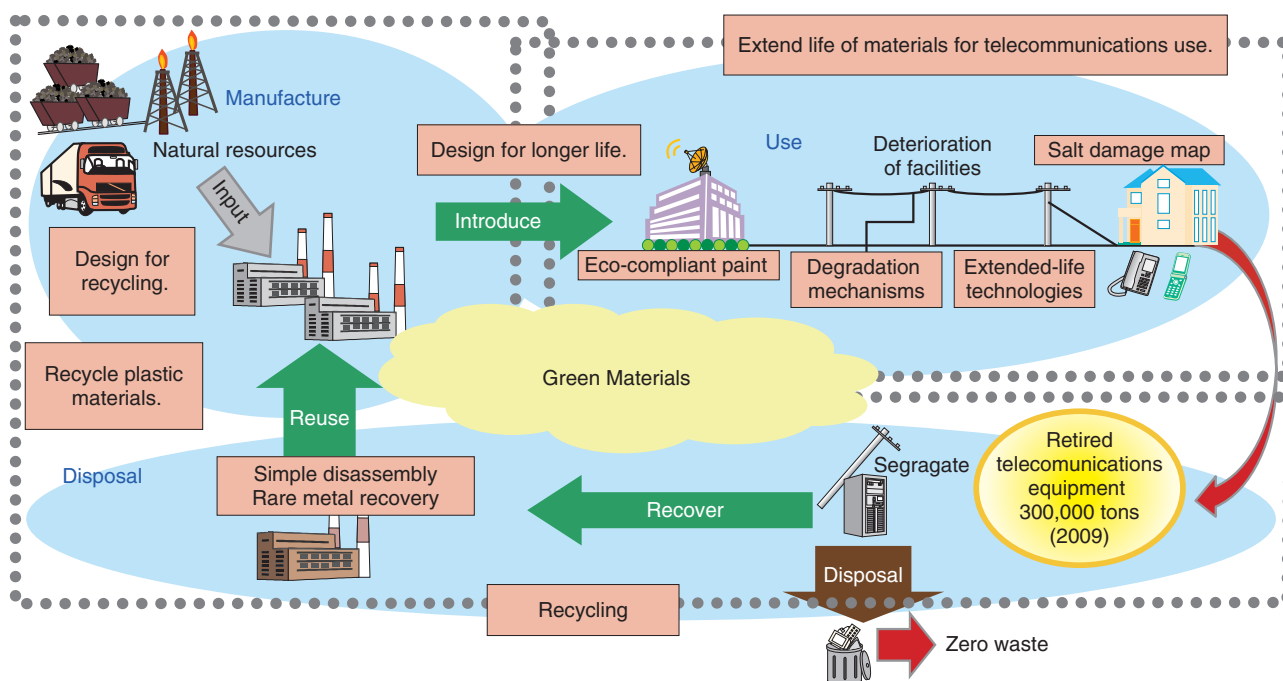 Extend life of materials for telecommunications use.
Manufacture
Natural resources
Input
Design for
recycling.
Recycle plastic
materials.
Design for longer life.
Introduce
Use
Deterioration
of facilities
Salt damage map
Eco-compliant paint
Degradation
mechanisms
Extended-life
technologies
Green Materials
Reuse
Disposal
Simple disassembly
Rare metal recovery
Recover
Segragate
Retired
telecomunications
equipment
300,000 tons
(2009)
Disposal
Recycling
Zero waste